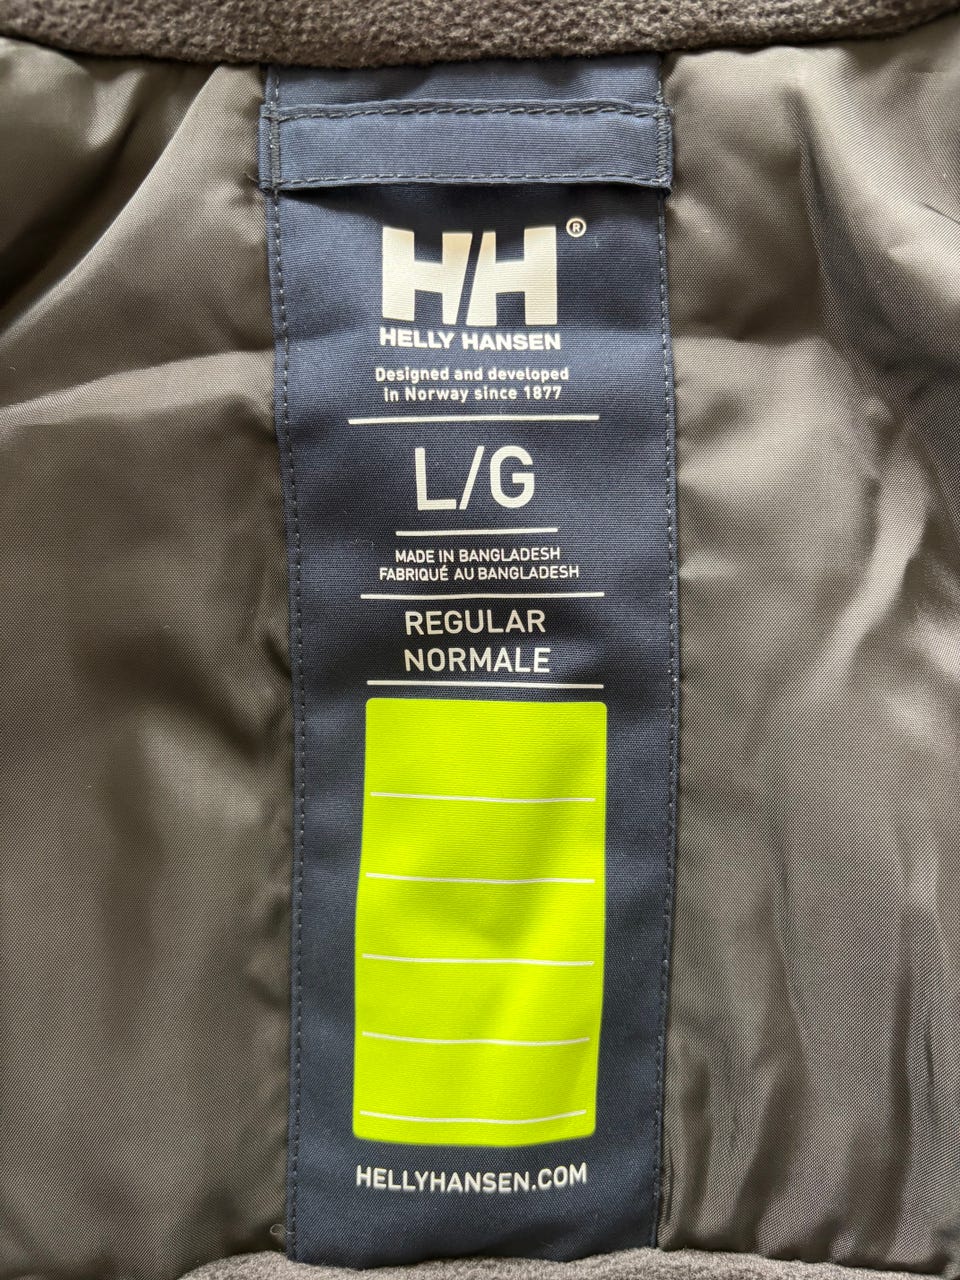 HH®
HELLY HANSEN
Designed and developed
in Norway since 1877
L/G
MADE IN BANGLADESH
FABRIQUÉ AU BANGLADESH
REGULAR
NORMALE
HELLYHANSEN.COM